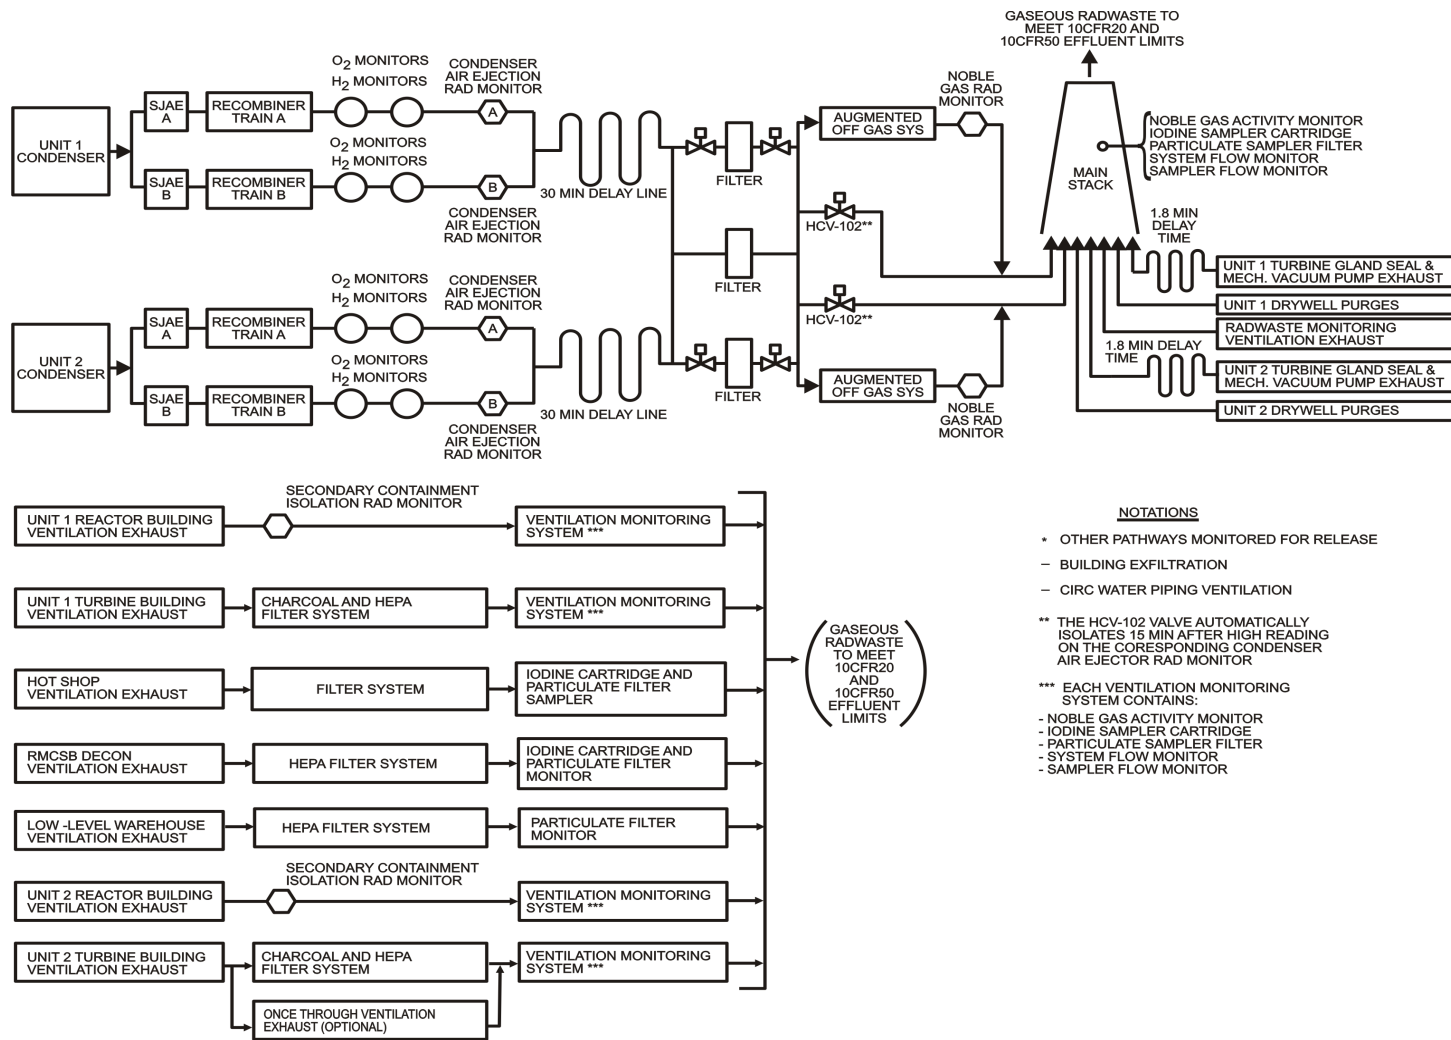 GASEOUS RADWASTE TO
MEET 10CFR20 AND
10CFR50 EFFLUENT LIMITS
O2 MONITORS
H2 MONITORS
CONDENSER
AIR EJECTION
RAD MONITOR
NOBLE
GAS RAD
MONITOR
UNIT 1
CONDENSER
SJAE
A
RECOMBINER
TRAIN A
A
O2 MONITORS
H2 MONITORS
SJAE
B
RECOMBINER
TRAIN B
B
CONDENSER
AIR EJECTION
RAD MONITOR
30 MIN DELAY LINE
FILTER
AUGMENTED
OFF GAS SYS
HCV-102**
FILTER
HCV-102**
NOBLE GAS ACTIVITY MONITOR
IODINE SAMPLER CARTRIDGE
PARTICULATE SAMPLER FILTER
SYSTEM FLOW MONITOR
SAMPLER FLOW MONITOR
MAIN
STACK
1.8 MIN
DELAY
TIME
UNIT 1 TURBINE GLAND SEAL &
MECH. VACUUM PUMP EXHAUST
UNIT 1 DRYWELL PURGES
RADWASTE MONITORING
VENTILATION EXHAUST
1.8 MIN DELAY
TIME
UNIT 2 TURBINE GLAND SEAL &
MECH. VACUUM PUMP EXHAUST
UNIT 2 DRYWELL PURGES
O2 MONITORS
H2 MONITORS
CONDENSER
AIR EJECTION
RAD MONITOR
UNIT 2
CONDENSER
SJAE
A
RECOMBINER
TRAIN A
A
O2 MONITORS
H2 MONITORS
SJAE
B
RECOMBINER
TRAIN B
B
CONDENSER
AIR EJECTION
RAD MONITOR
30 MIN DELAY LINE
FILTER
AUGMENTED
OFF GAS SYS
NOBLE
GAS RAD
MONITOR
SECONDARY CONTAINMENT
ISOLATION RAD MONITOR
UNIT 1 REACTOR BUILDING
VENTILATION EXHAUST
VENTILATION MONITORING
SYSTEM ***
UNIT 1 TURBINE BUILDING
VENTILATION EXHAUST
CHARCOAL AND HEPA
FILTER SYSTEM
VENTILATION MONITORING
SYSTEM ***
HOT SHOP
VENTILATION EXHAUST
FILTER SYSTEM
IODINE CARTRIDGE AND
PARTICULATE FILTER
SAMPLER
RMCSB DECON
VENTILATION EXHAUST
HEPA FILTER SYSTEM
IODINE CARTRIDGE AND
PARTICULATE FILTER
MONITOR
LOW -LEVEL WAREHOUSE
VENTILATION EXHAUST
HEPA FILTER SYSTEM
PARTICULATE FILTER
MONITOR
SECONDARY CONTAINMENT
ISOLATION RAD MONITOR
UNIT 2 REACTOR BUILDING
VENTILATION EXHAUST
VENTILATION MONITORING
SYSTEM ***
UNIT 2 TURBINE BUILDING
VENTILATION EXHAUST
CHARCOAL AND HEPA
FILTER SYSTEM
VENTILATION MONITORING
SYSTEM ***
ONCE THROUGH VENTILATION
EXHAUST (OPTIONAL)
GASEOUS
RADWASTE
TO MEET
10CFR20
AND
10CFR50
EFFLUENT
LIMITS
NOTATIONS
* OTHER PATHWAYS MONITORED FOR RELEASE
– BUILDING EXFILTRATION
– CIRC WATER PIPING VENTILATION
** THE HCV-102 VALVE AUTOMATICALLY
ISOLATES 15 MIN AFTER HIGH READING
ON THE CORESPONDING CONDENSER
AIR EJECTOR RAD MONITOR
*** EACH VENTILATION MONITORING
SYSTEM CONTAINS:
- NOBLE GAS ACTIVITY MONITOR
- IODINE SAMPLER CARTRIDGE
- PARTICULATE SAMPLER FILTER
- SYSTEM FLOW MONITOR
- SAMPLER FLOW MONITOR